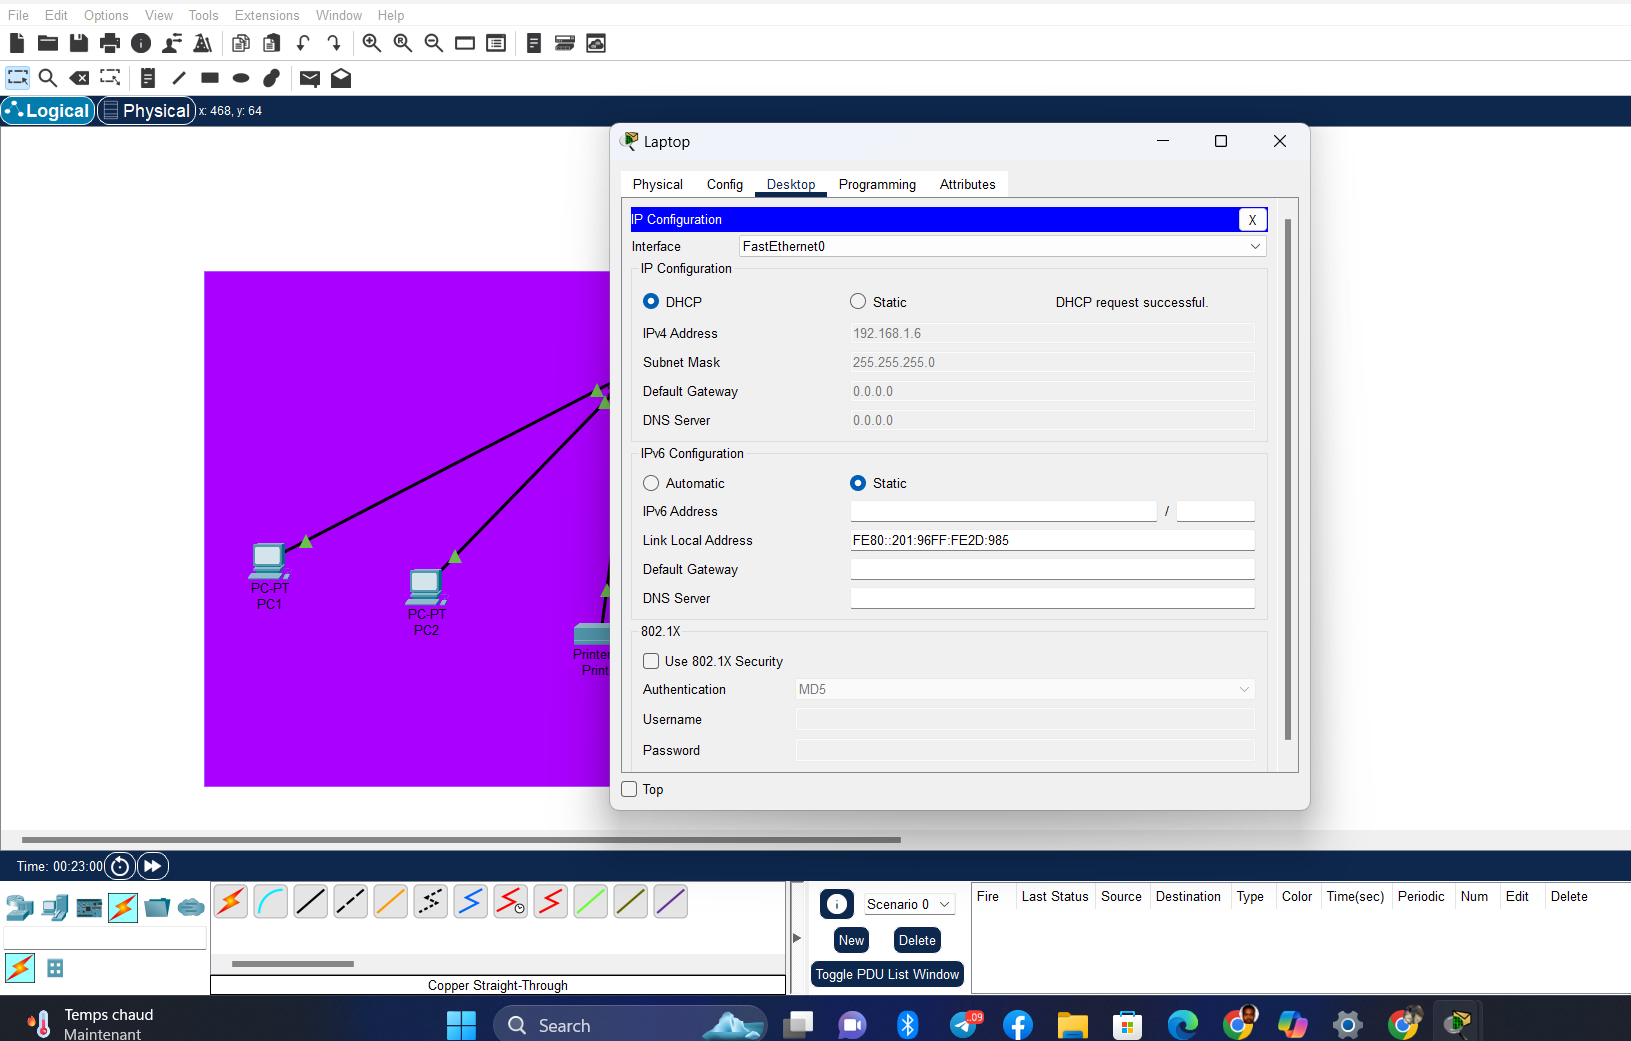 File Edit Options View Tools Extensions Window Help
Logical Physical x: 468, y: 64
Laptop
Physical Config Desktop Programming Attributes
IP Configuration X
Interface FastEthernet0
IP Configuration
DHCP Static DHCP request successful.
IPv4 Address 192.168.1.6
Subnet Mask 255.255.255.0
Default Gateway 0.0.0.0
DNS Server 0.0.0.0
IPv6 Configuration
Automatic Static
IPv6 Address /
Link Local Address FE80::201:96FF:FE2D:985
Default Gateway
DNS Server
802.1X
Use 802.1X Security
Authentication MD5
Username
Password
Top
PC-PT
PC1
PC-PT
PC2
Printer
Print
Time: 00:23:00
Copper Straight-Through
Scenario 0
New Delete
Toggle PDU List Window
Fire Last Status Source Destination Type Color Time(sec) Periodic Num Edit Delete
Temps chaud
Maintenant
Search
..09